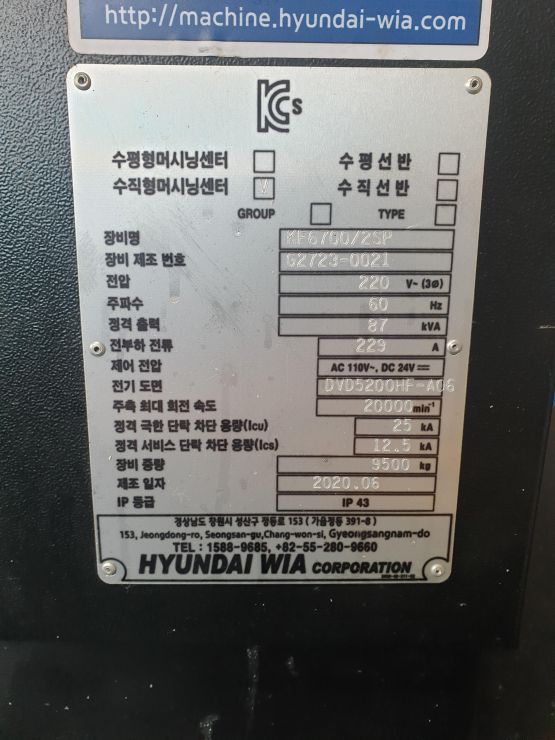 http://machine.hyundai-wia.com
KCs
수평형머시닝센터 수평선반
수직형머시닝센터 V 수직선반
GROUP TYPE
장비명 KF6700/2SP
장비 제조 번호 G2723-0021
전압 220 V~ (3ø)
주파수 60 Hz
정격 출력 87 kVA
전부하 전류 229 A
제어 전압 AC 110V~, DC 24V⎓
전기 도면 DVD5200HF-A06
주축 최대 회전 속도 20000 min⁻¹
정격 극한 단락 차단 용량(Icu) 25 kA
정격 서비스 단락 차단 용량(Ics) 12.5 kA
장비 중량 9500 kg
제조 일자 2020.06
IP 등급 IP 43
경상남도 창원시 성산구 정동로 153 (가음정동 391-8)
153, Jeongdong-ro, Seongsan-gu,Chang-won-si, Gyeongsangnam-do
TEL : 1588-9685, +82-55-280-9660
HYUNDAI WIA CORPORATION